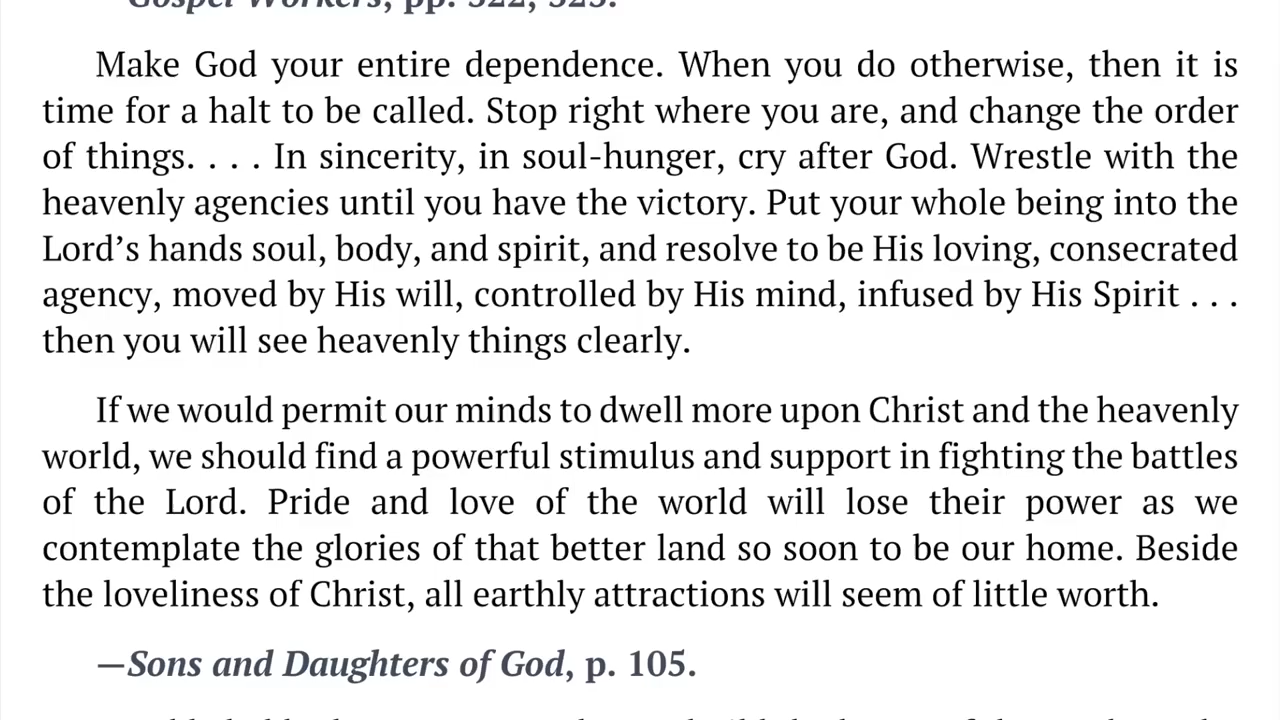 Gospel Workers, pp. 322, 323.
Make God your entire dependence. When you do otherwise, then it is
time for a halt to be called. Stop right where you are, and change the order
of things. . . . In sincerity, in soul-hunger, cry after God. Wrestle with the
heavenly agencies until you have the victory. Put your whole being into the
Lord’s hands soul, body, and spirit, and resolve to be His loving, consecrated
agency, moved by His will, controlled by His mind, infused by His Spirit . . .
then you will see heavenly things clearly.
If we would permit our minds to dwell more upon Christ and the heavenly
world, we should find a powerful stimulus and support in fighting the battles
of the Lord. Pride and love of the world will lose their power as we
contemplate the glories of that better land so soon to be our home. Beside
the loveliness of Christ, all earthly attractions will seem of little worth.
—Sons and Daughters of God, p. 105.